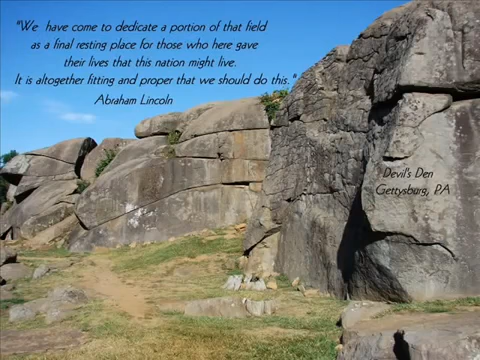 "We have come to dedicate a portion of that field
as a final resting place for those who here gave
their lives that this nation might live.
It is altogether fitting and proper that we should do this."
Abraham Lincoln
Devil's Den
Gettysburg, PA